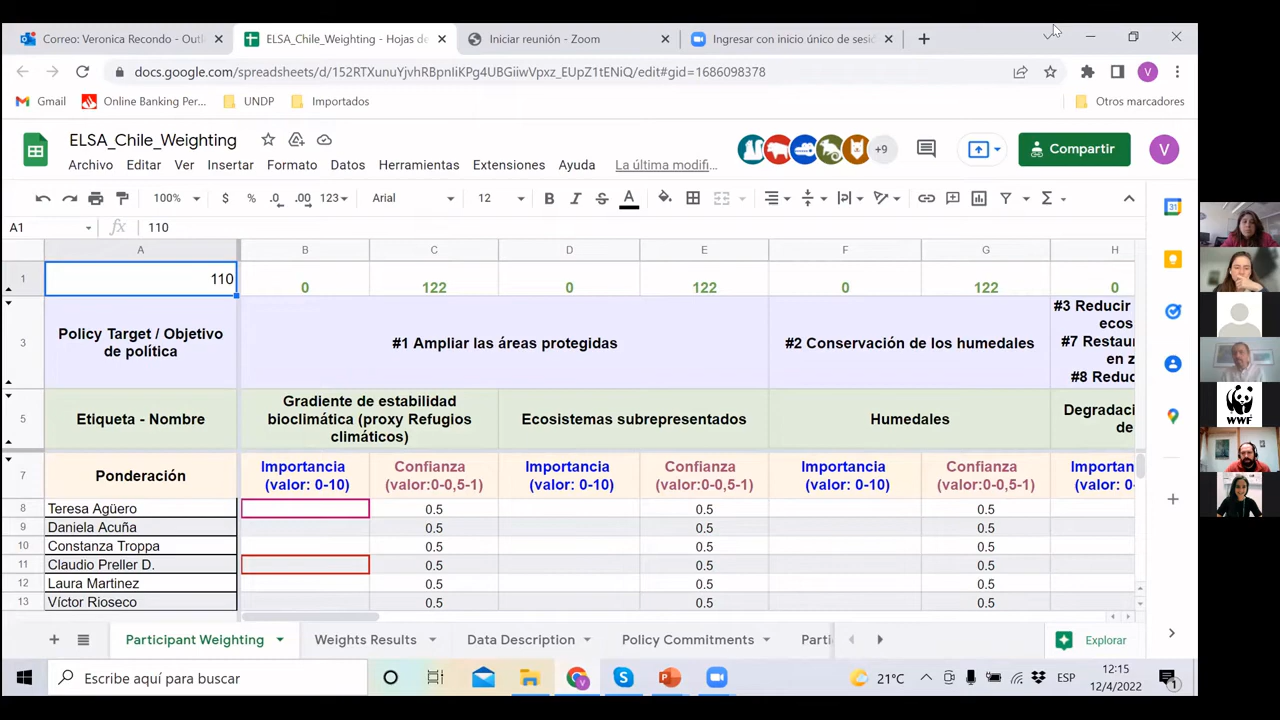 Correo: Veronica Recondo - Outl
ELSA_Chile_Weighting - Hojas de
Iniciar reunión - Zoom
Ingresar con inicio único de sesió
docs.google.com/spreadsheets/d/152RTXunuYjvhRBpnIiKPg4UBGiiwVpxz_EUpZ1tENiQ/edit#gid=1686098378
Gmail
Online Banking Per...
UNDP
Importados
Otros marcadores
ELSA_Chile_Weighting
+9
Compartir
V
Archivo Editar Ver Insertar Formato Datos Herramientas Extensiones Ayuda La última modifi...
100% $ % .0 .00 123 Arial 12 B I S A
A1 fx 110
A B C D E F G H
1 110 0 122 0 122 0 122 0
3 Policy Target / Objetivo de política
#1 Ampliar las áreas protegidas
#2 Conservación de los humedales
#3 Reducir
ecos
#7 Restau
en z
#8 Reduc
5 Etiqueta - Nombre
Gradiente de estabilidad
bioclimática (proxy Refugios
climáticos)
Ecosistemas subrepresentados
Humedales
Degradaci
de
7 Ponderación
Importancia (valor: 0-10)
Confianza (valor:0-0,5-1)
Importancia (valor: 0-10)
Confianza (valor:0-0,5-1)
Importancia (valor: 0-10)
Confianza (valor:0-0,5-1)
Importan (valor: 0-
8 Teresa Agüero 0.5 0.5 0.5
9 Daniela Acuña 0.5 0.5 0.5
10 Constanza Troppa 0.5 0.5 0.5
11 Claudio Preller D. 0.5 0.5 0.5
12 Laura Martinez 0.5 0.5 0.5
13 Víctor Rioseco 0.5 0.5 0.5
Participant Weighting
Weights Results
Data Description
Policy Commitments
Parti
Explorar
Escribe aquí para buscar
21°C
ESP
12:15
12/4/2022
1
31
WWF